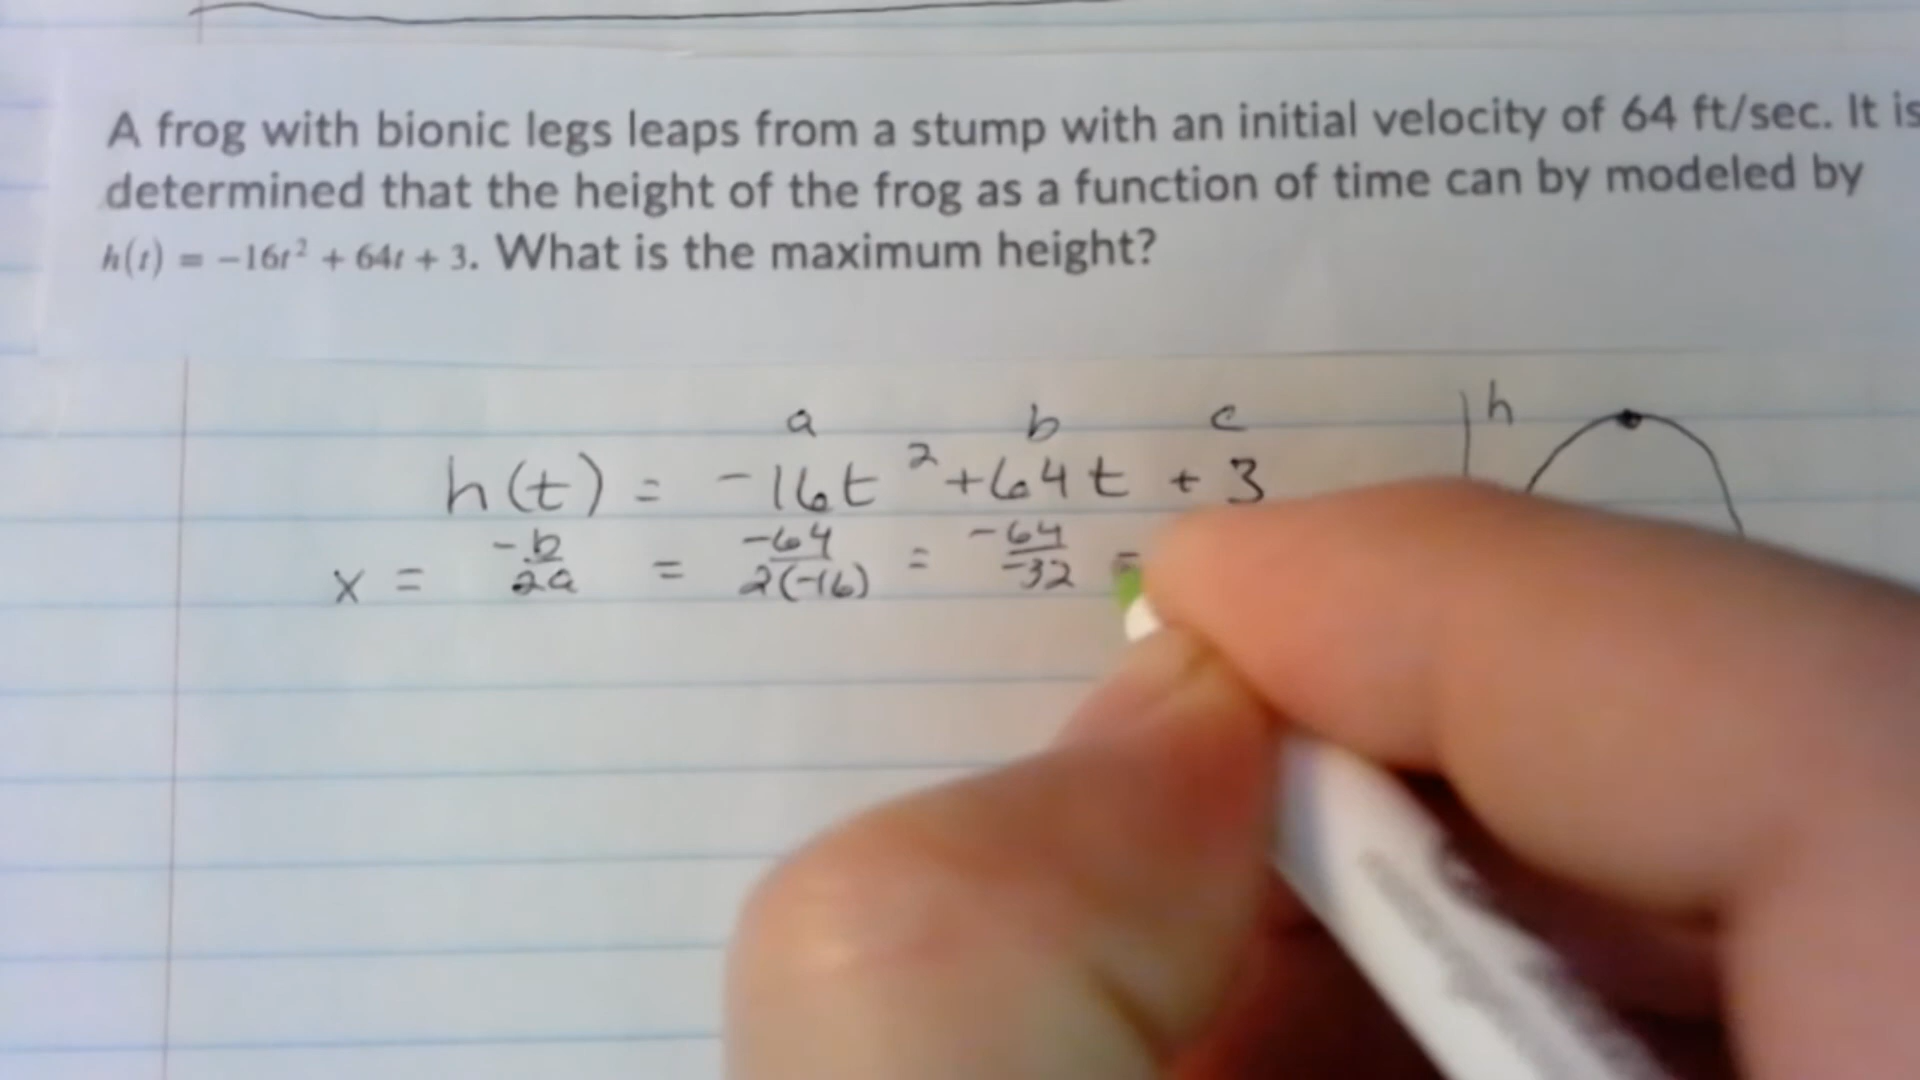 A frog with bionic legs leaps from a stump with an initial velocity of 64 ft/sec. It is
determined that the height of the frog as a function of time can by modeled by
h(t) = −16t² + 64t + 3. What is the maximum height?
a b c
h(t) = -16t² +64t + 3
x = -b/2a = -64/2(-16) = -64/-32 =
h